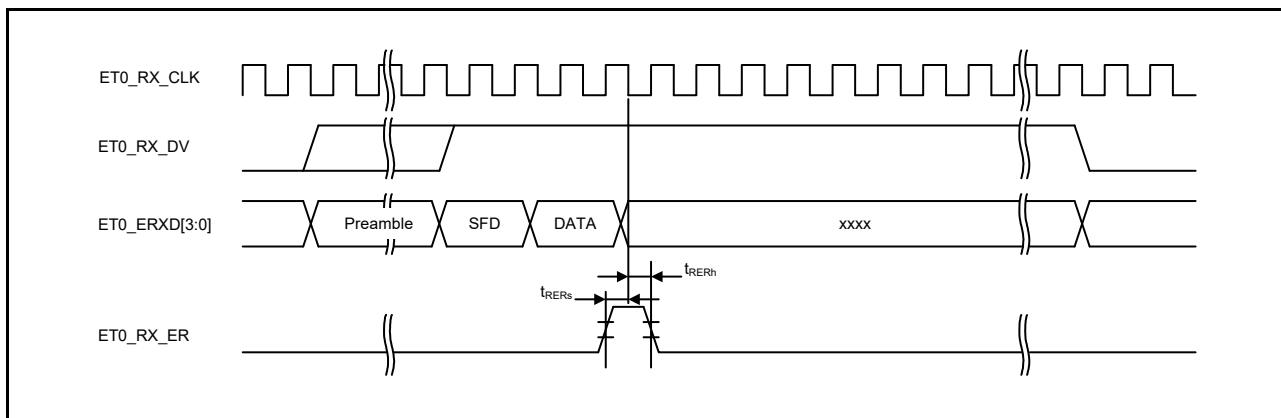 ET0_RX_CLK
ET0_RX_DV
ET0_ERXD[3:0]
Preamble
SFD
DATA
xxxx
tRERh
tRERs
ET0_RX_ER